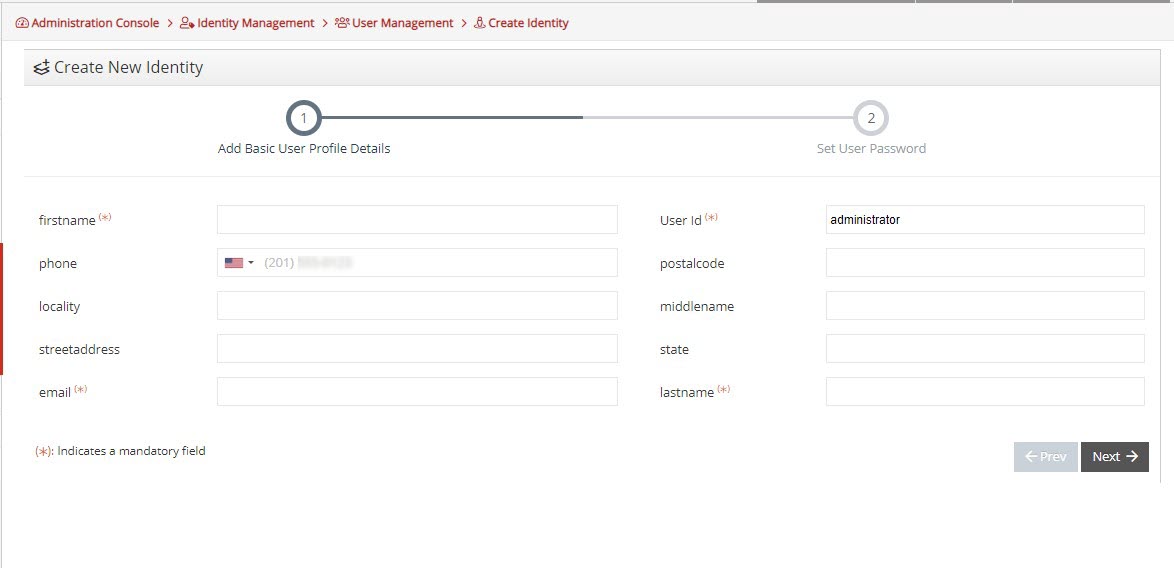 Administration Console > Identity Management > User Management > Create Identity
Create New Identity
1
2
Add Basic User Profile Details
Set User Password
firstname (*)
User Id (*)
administrator
phone
(201)
postalcode
locality
middlename
streetaddress
state
email (*)
lastname (*)
(*): Indicates a mandatory field
← Prev
Next →